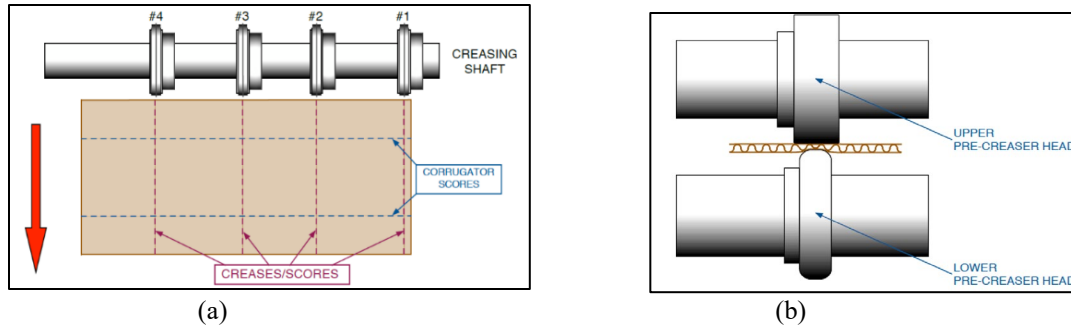 #4 #3 #2 #1
CREASING
SHAFT
CORRUGATOR
SCORES
CREASES/SCORES
(a)
UPPER
PRE-CREASER HEAD
LOWER
PRE-CREASER HEAD
(b)